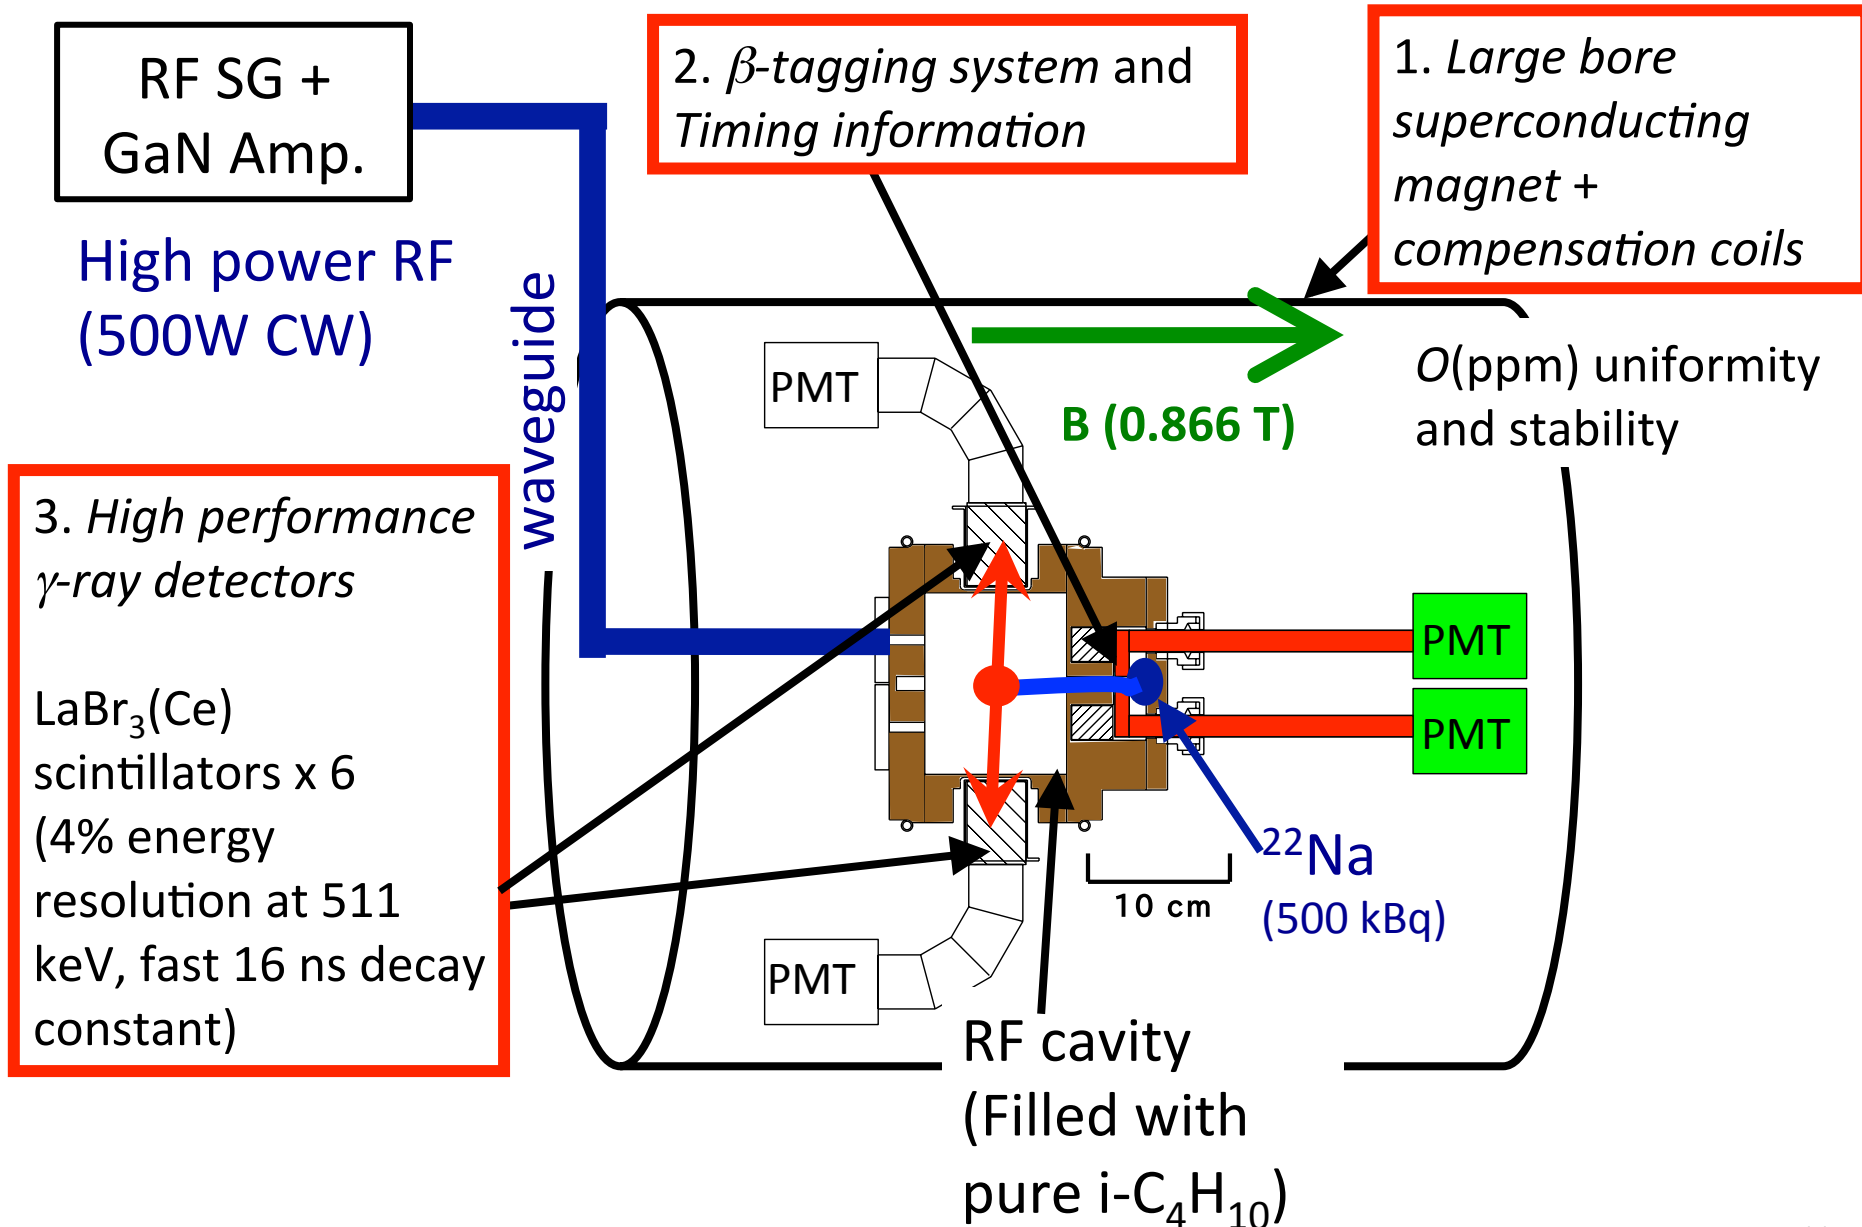 RF SG +
GaN Amp.
High power RF
(500W CW)
waveguide
2. β-tagging system and
Timing information
1. Large bore
superconducting
magnet +
compensation coils
O(ppm) uniformity
and stability
B (0.866 T)
PMT
3. High performance
γ-ray detectors
LaBr₃(Ce)
scintillators x 6
(4% energy
resolution at 511
keV, fast 16 ns decay
constant)
PMT
PMT
PMT
²²Na
(500 kBq)
10 cm
RF cavity
(Filled with
pure i-C₄H₁₀)